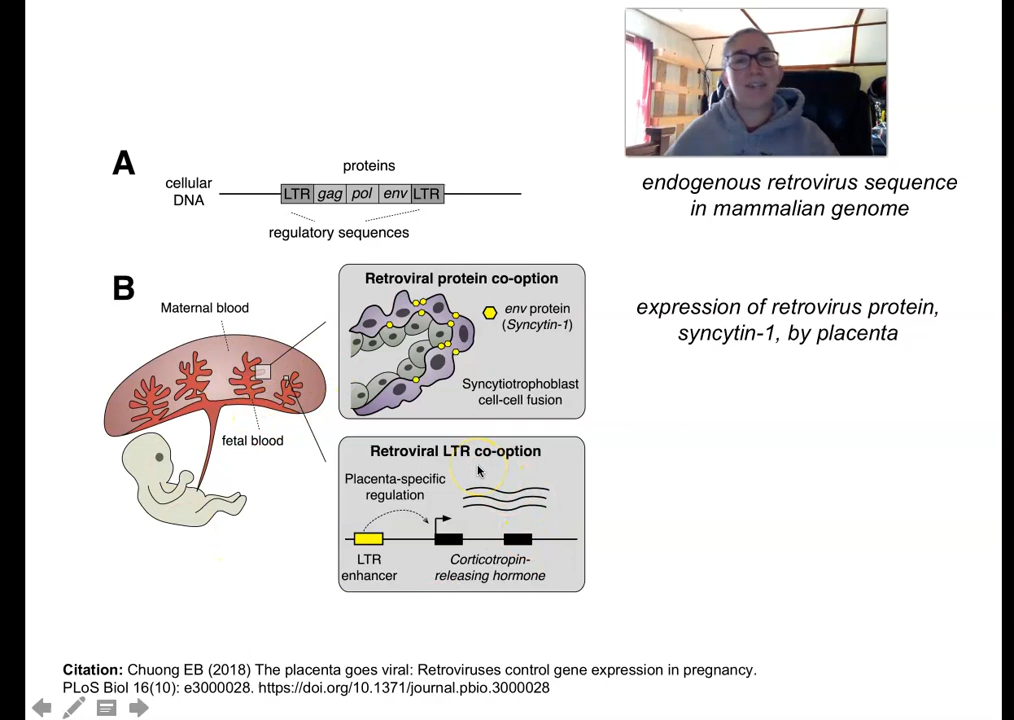 A
proteins
cellular
DNA
LTR gag pol env LTR
regulatory sequences
endogenous retrovirus sequence
in mammalian genome
B
Maternal blood
fetal blood
Retroviral protein co-option
env protein
(Syncytin-1)
Syncytiotrophoblast
cell-cell fusion
expression of retrovirus protein,
syncytin-1, by placenta
Retroviral LTR co-option
Placenta-specific
regulation
LTR
enhancer
Corticotropin-
releasing hormone
Citation: Chuong EB (2018) The placenta goes viral: Retroviruses control gene expression in pregnancy.
PLoS Biol 16(10): e3000028. https://doi.org/10.1371/journal.pbio.3000028